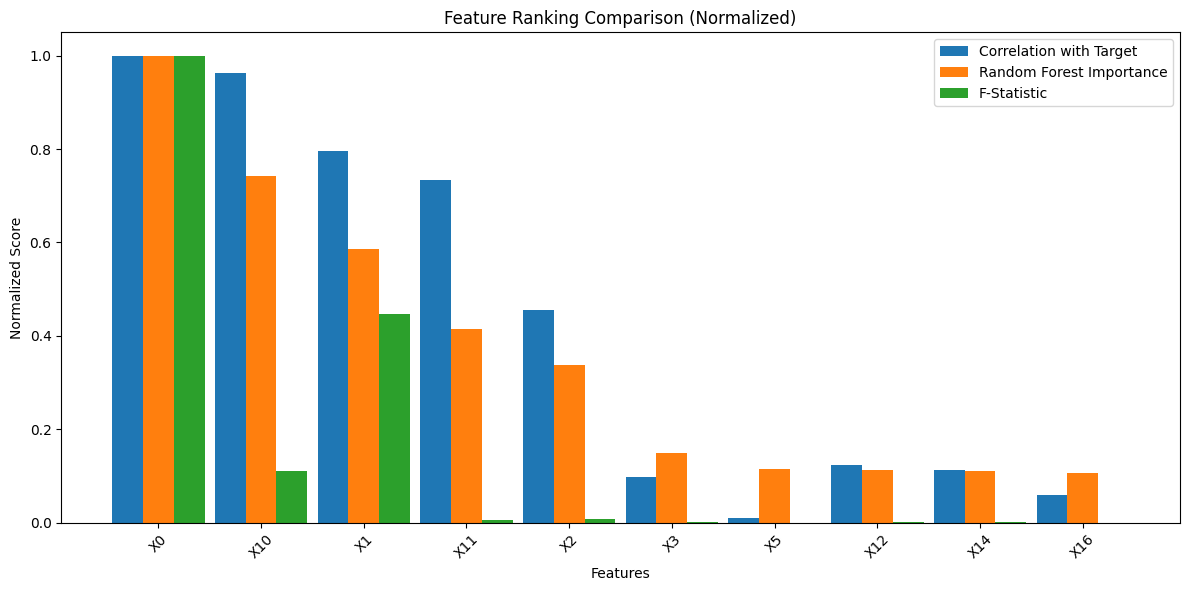 Feature Ranking Comparison (Normalized)
Correlation with Target
Random Forest Importance
F-Statistic
Normalized Score
1.0
0.8
0.6
0.4
0.2
0.0
X0 X10 X1 X11 X2 X3 X5 X12 X14 X16
Features